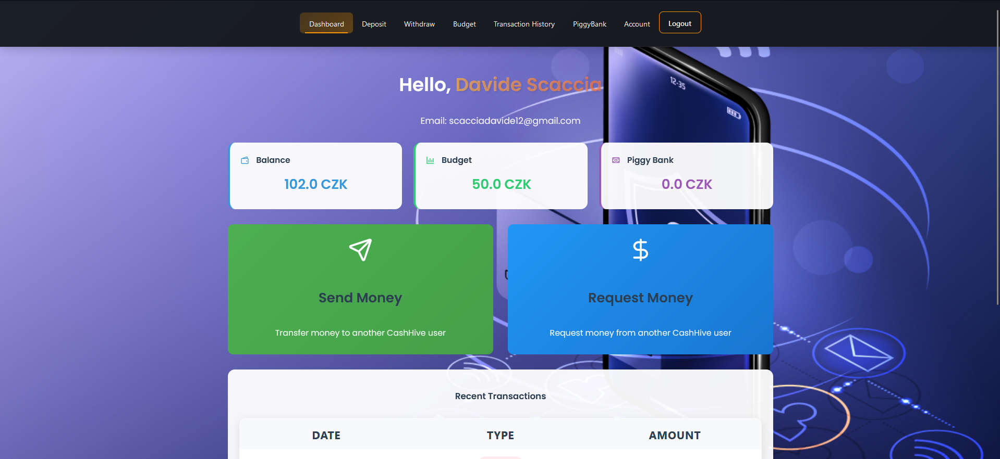 Dashboard Deposit Withdraw Budget Transaction History PiggyBank Account Logout
12:35
Hello, Davide Scaccia
Email: scacciadavide12@gmail.com
Balance
102.0 CZK
Budget
50.0 CZK
Piggy Bank
0.0 CZK
Send Money
Transfer money to another CashHive user
Request Money
Request money from another CashHive user
Recent Transactions
DATE TYPE AMOUNT